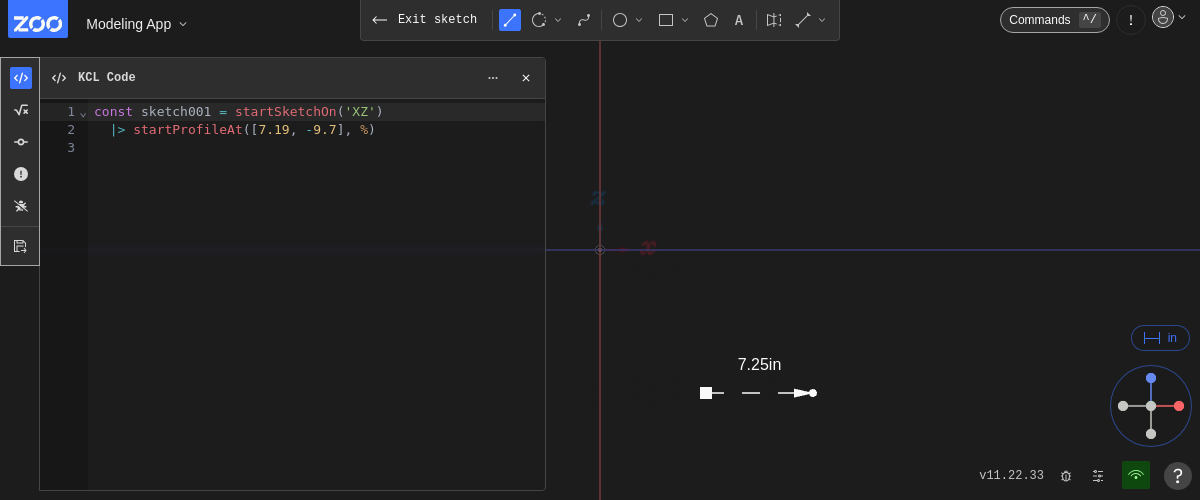 ZOO
Modeling App
Exit sketch
A
Commands ^/
!
KCL Code
1 const sketch001 = startSketchOn('XZ')
2 |> startProfileAt([7.19, -9.7], %)
3
z
x
7.25in
in
v11.22.33
?